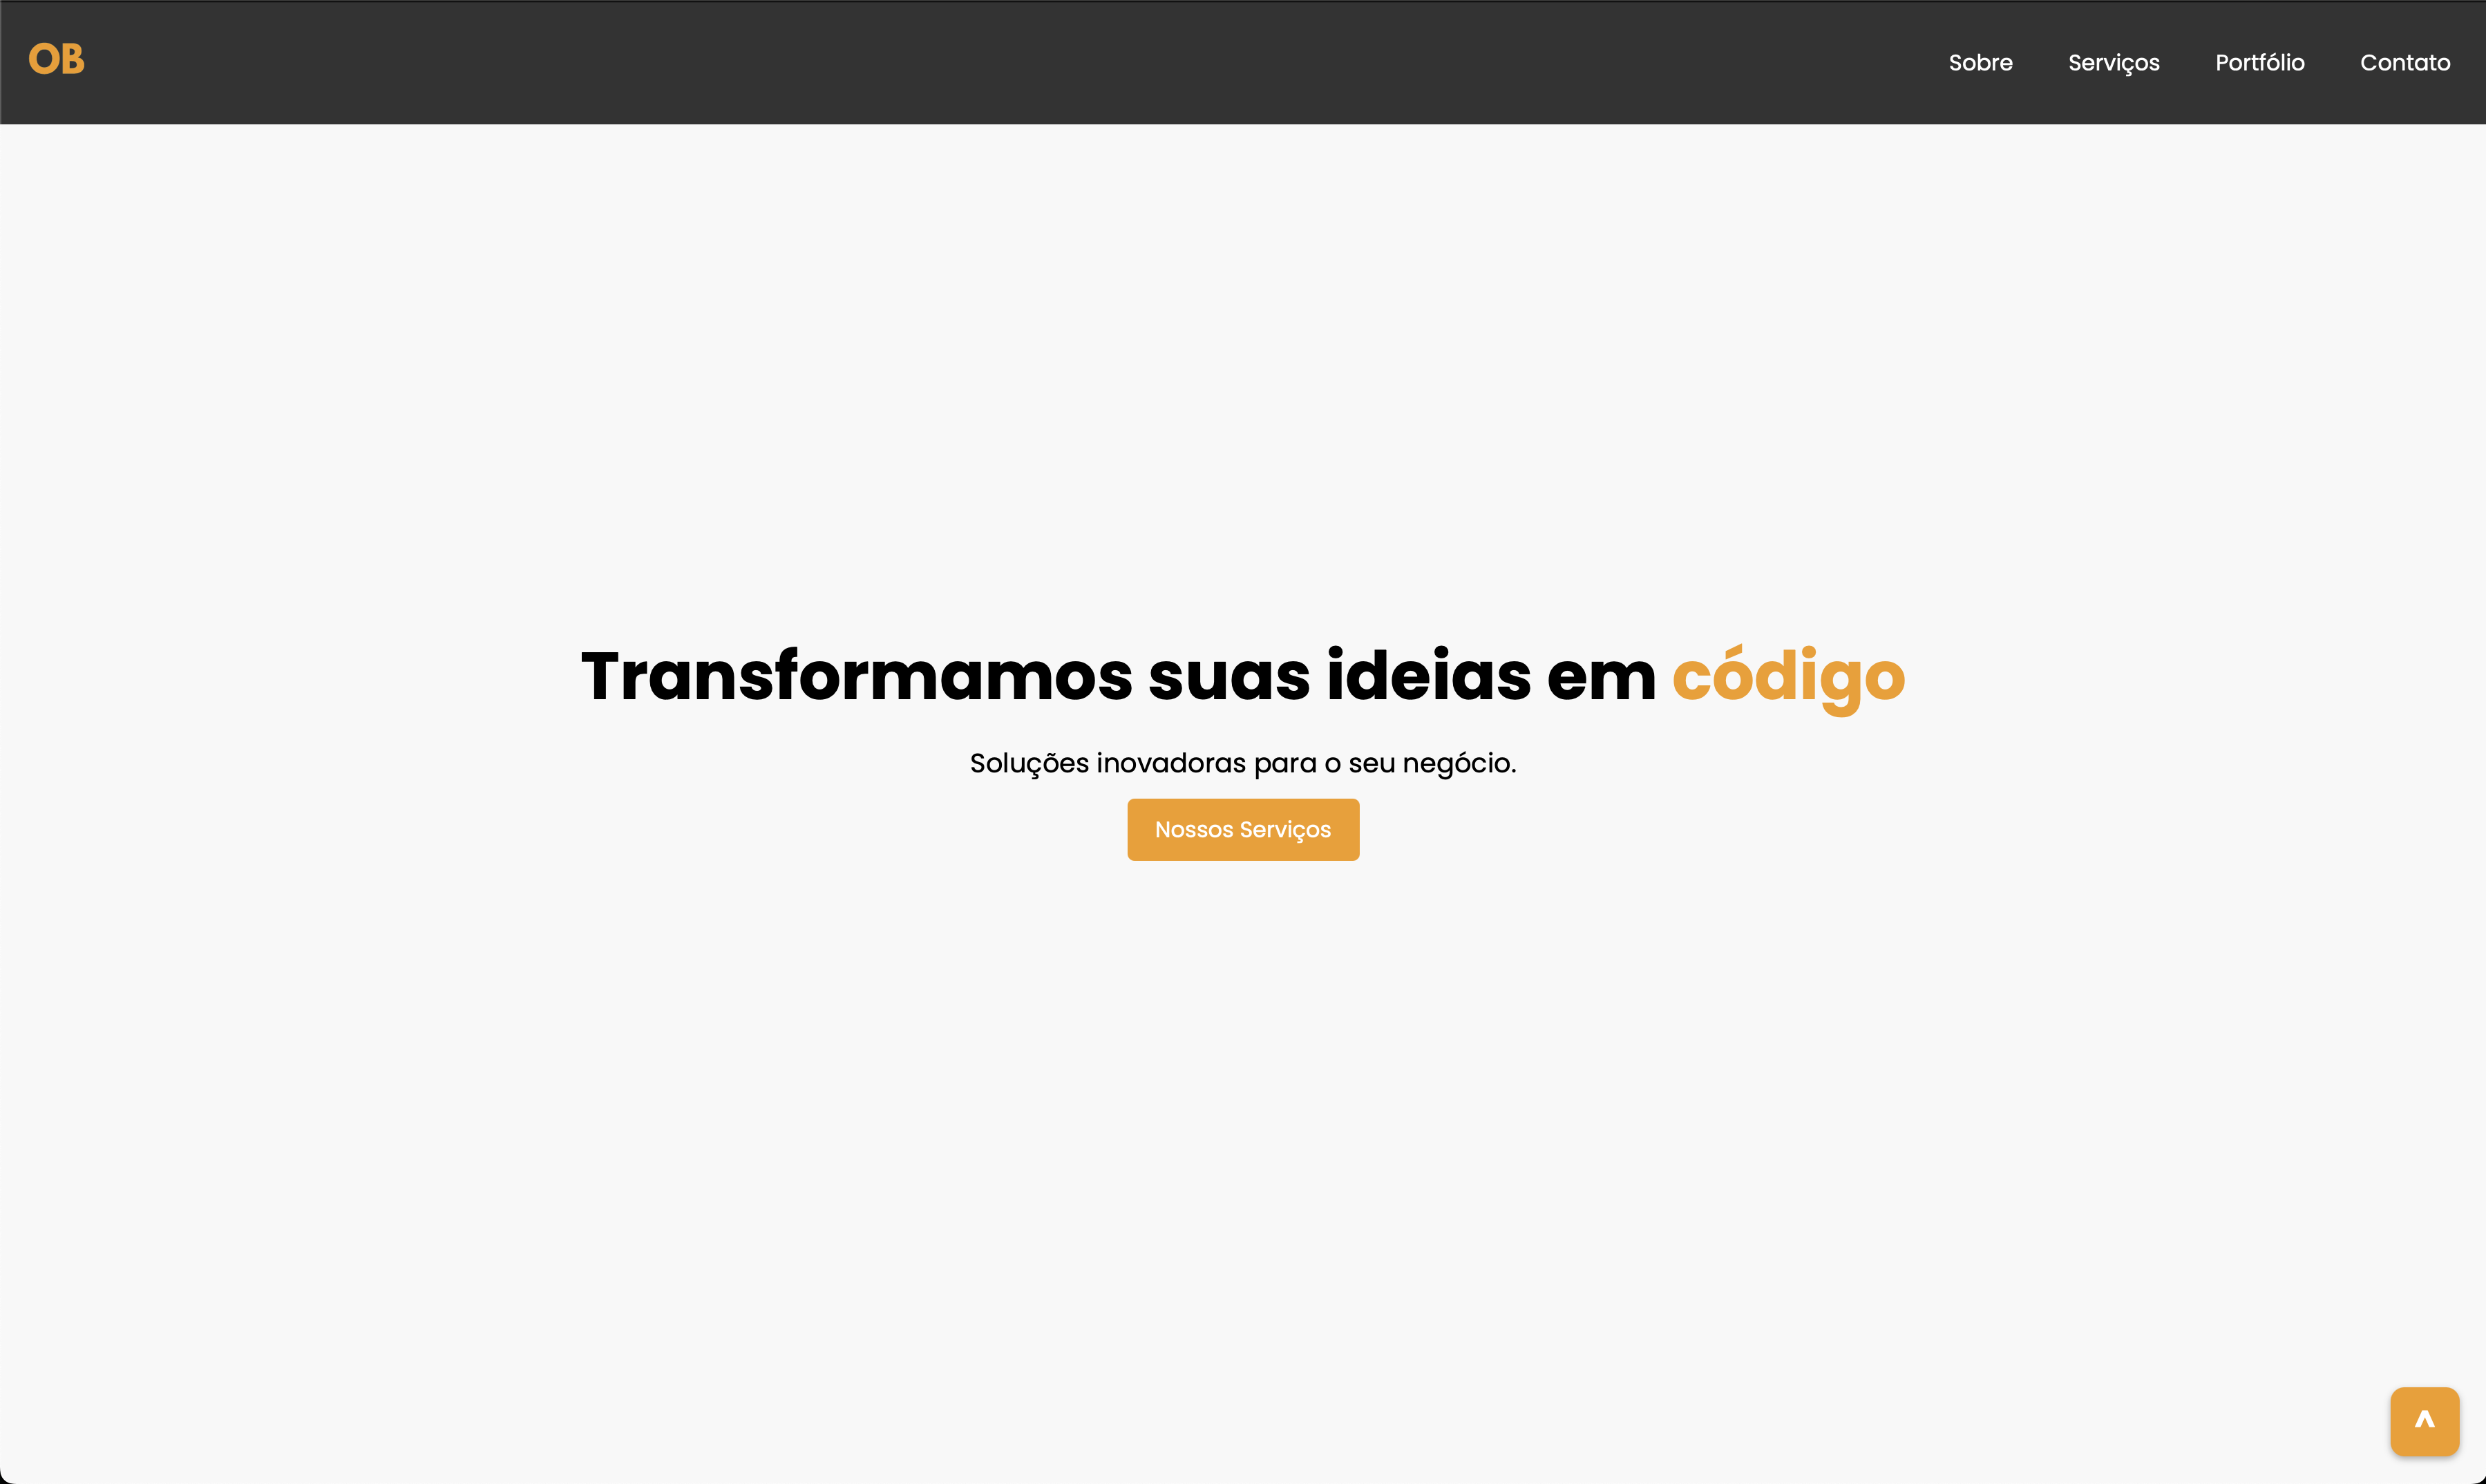 OB
Sobre Serviços Portfólio Contato
Transformamos suas ideias em código
Soluções inovadoras para o seu negócio.
Nossos Serviços
^